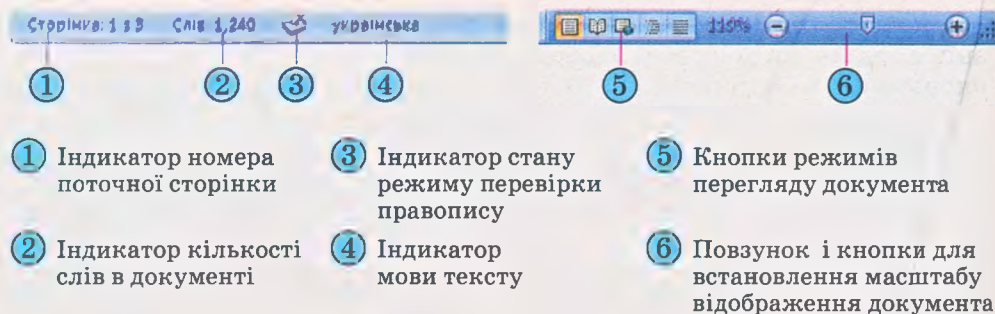 Сторінка: 1 з 3 Слів 1,240 українська 115%
1 2 3 4 5 6
1 Індикатор номера
поточної сторінки
2 Індикатор кількості
слів в документі
3 Індикатор стану
режиму перевірки
правопису
4 Індикатор
мови тексту
5 Кнопки режимів
перегляду документа
6 Повзунок і кнопки для
встановлення масштабу
відображення документа